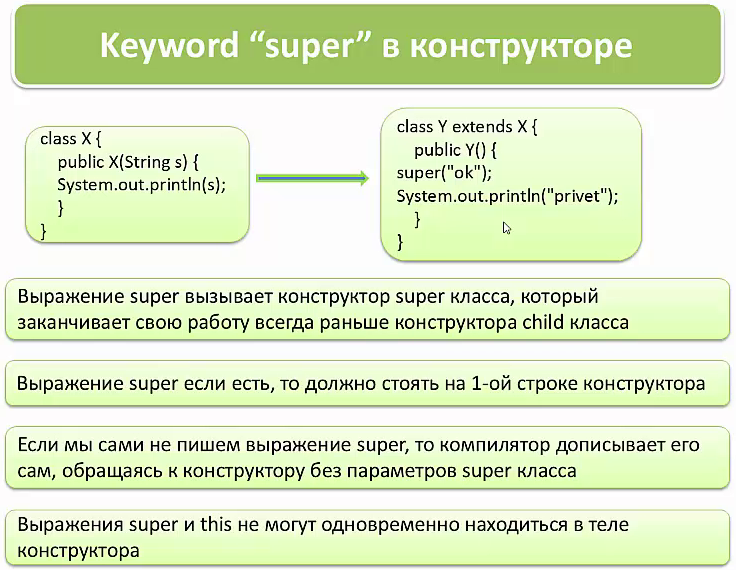 Keyword “super” в конструкторе
class X {
public X(String s) {
System.out.println(s);
}
}
class Y extends X {
public Y() {
super("ok");
System.out.println("privet");
}
}
Выражение super вызывает конструктор super класса, который
заканчивает свою работу всегда раньше конструктора child класса
Выражение super если есть, то должно стоять на 1-ой строке конструктора
Если мы сами не пишем выражение super, то компилятор дописывает его
сам, обращаясь к конструктору без параметров super класса
Выражения super и this не могут одновременно находиться в теле
конструктора